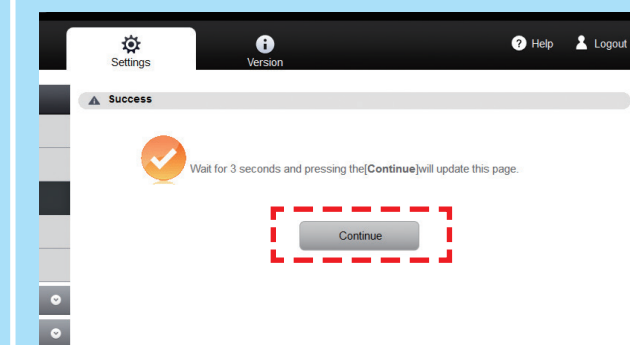 Settings
Version
Help
Logout
Success
Wait for 3 seconds and pressing the[Continue]will update this page.
Continue